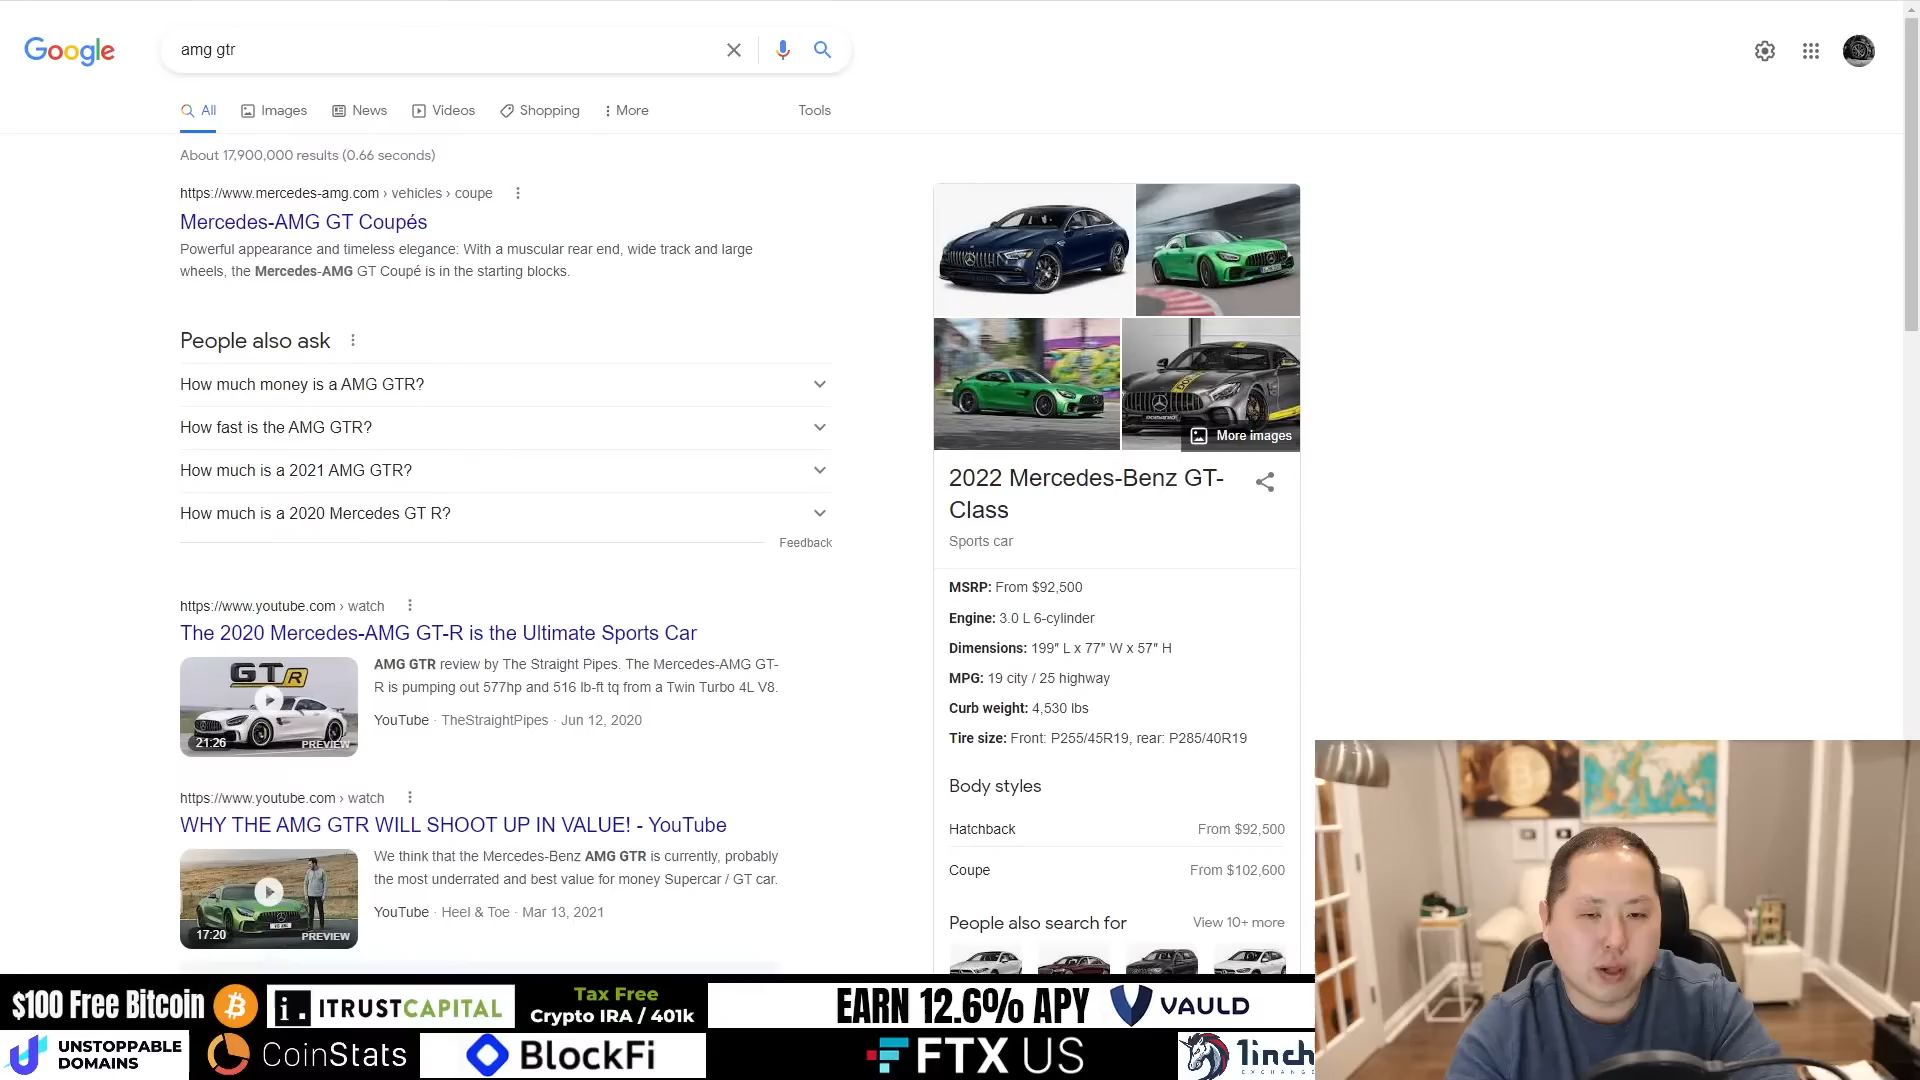 Google
amg gtr
All
Images
News
Videos
Shopping
More
Tools
About 17,900,000 results (0.66 seconds)
https://www.mercedes-amg.com › vehicles › coupe
Mercedes-AMG GT Coupés
Powerful appearance and timeless elegance: With a muscular rear end, wide track and large
wheels, the Mercedes-AMG GT Coupé is in the starting blocks.
People also ask
How much money is a AMG GTR?
How fast is the AMG GTR?
How much is a 2021 AMG GTR?
How much is a 2020 Mercedes GT R?
Feedback
https://www.youtube.com › watch
The 2020 Mercedes-AMG GT-R is the Ultimate Sports Car
GT R
21:26
PREVIEW
AMG GTR review by The Straight Pipes. The Mercedes-AMG GT-
R is pumping out 577hp and 516 lb-ft tq from a Twin Turbo 4L V8.
YouTube · TheStraightPipes · Jun 12, 2020
https://www.youtube.com › watch
WHY THE AMG GTR WILL SHOOT UP IN VALUE! - YouTube
17:20
PREVIEW
We think that the Mercedes-Benz AMG GTR is currently, probably
the most underrated and best value for money Supercar / GT car.
YouTube · Heel & Toe · Mar 13, 2021
More images
2022 Mercedes-Benz GT-
Class
Sports car
MSRP: From $92,500
Engine: 3.0 L 6-cylinder
Dimensions: 199″ L x 77″ W x 57″ H
MPG: 19 city / 25 highway
Curb weight: 4,530 lbs
Tire size: Front: P255/45R19, rear: P285/40R19
Body styles
Hatchback From $92,500
Coupe From $102,600
People also search for View 10+ more
$100 Free Bitcoin
ITRUSTCAPITAL
Tax Free
Crypto IRA / 401k
EARN 12.6% APY
VAULD
UNSTOPPABLE
DOMAINS
CoinStats
BlockFi
FTX US
1inch
EXCHANGE